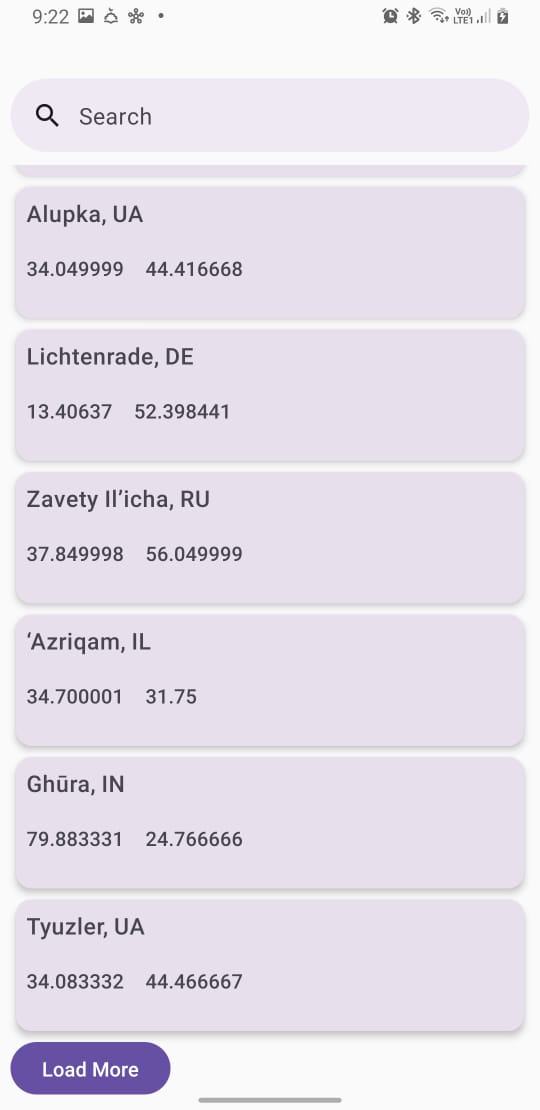 9:22
Vo))
LTE1
Search
Alupka, UA
34.049999 44.416668
Lichtenrade, DE
13.40637 52.398441
Zavety Il’icha, RU
37.849998 56.049999
‘Azriqam, IL
34.700001 31.75
Ghūra, IN
79.883331 24.766666
Tyuzler, UA
34.083332 44.466667
Load More